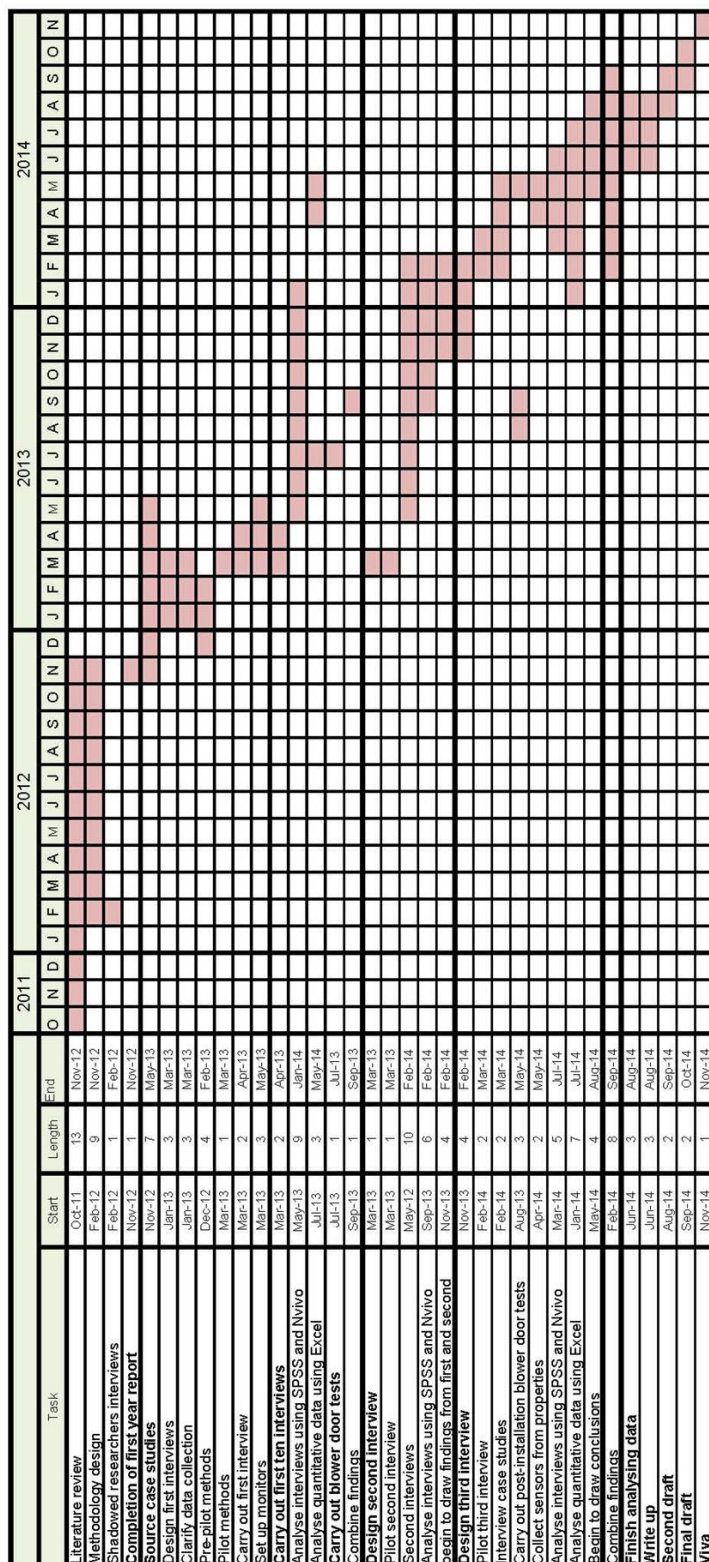 2011 2012 2013 2014
Task Start Length End O N D J F M A M J J A S O N D J F M A M J J A S O N D J F M A M J J A S O N
Literature review Oct-11 13 Nov-12
Methodology design Feb-12 9 Nov-12
Shadowed researchers interviews Feb-12 1 Feb-12
Completion of first year report Nov-12 1 Nov-12
Source case studies Nov-12 7 May-13
Design first interviews Jan-13 3 Mar-13
Clarify data collection Jan-13 3 Mar-13
Pre-pilot methods Dec-12 4 Feb-13
Pilot methods Mar-13 1 Mar-13
Carry out first interview Mar-13 2 Apr-13
Set up monitors Mar-13 3 May-13
Carry out first ten interviews Mar-13 2 Apr-13
Analyse interviews using SPSS and Nvivo May-13 9 Jan-14
Analyse quantitative data using Excel Jul-13 3 May-14
Carry out blower door tests Jul-13 1 Jul-13
Combine findings Sep-13 1 Sep-13
Design second interview Mar-13 1 Mar-13
Pilot second interview Mar-13 1 Mar-13
Second interviews May-12 10 Feb-14
Analyse interviews using SPSS and Nvivo Sep-13 6 Feb-14
begin to draw findings from first and second Nov-13 4 Feb-14
Design third interview Nov-13 4 Feb-14
Pilot third interview Feb-14 2 Mar-14
Interview case studies Feb-14 2 Mar-14
Carry out post-installation blower door tests Aug-13 3 May-14
Collect sensors from properties Apr-14 2 May-14
Analyse interviews using SPSS and Nvivo Mar-14 5 Jul-14
Analyse quantitative data using Excel Jan-14 7 Jul-14
begin to draw conclusions May-14 4 Aug-14
Combine findings Feb-14 8 Sep-14
Finish analysing data Jun-14 3 Aug-14
Write up Jun-14 3 Aug-14
Second draft Aug-14 2 Sep-14
Final draft Sep-14 2 Oct-14
Viva Nov-14 1 Nov-14